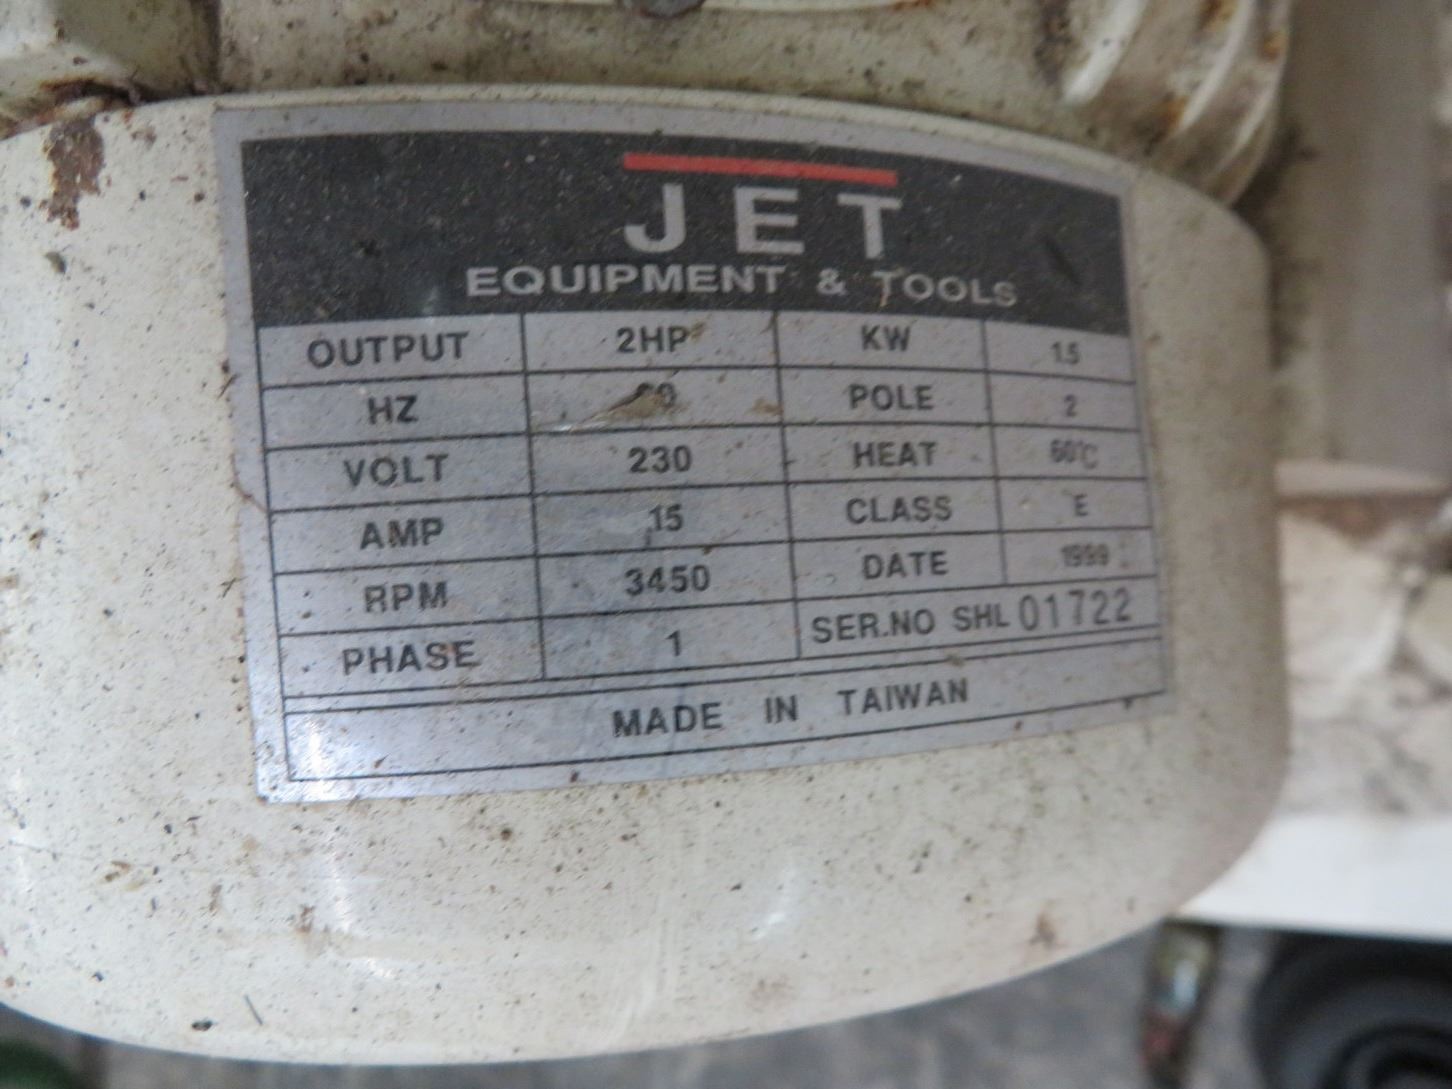 JET
EQUIPMENT & TOOLS
OUTPUT 2HP KW 1.5
HZ POLE 2
VOLT 230 HEAT 60°C
AMP 15 CLASS E
RPM 3450 DATE 1999
PHASE 1 SER.NO SHL 01722
MADE IN TAIWAN